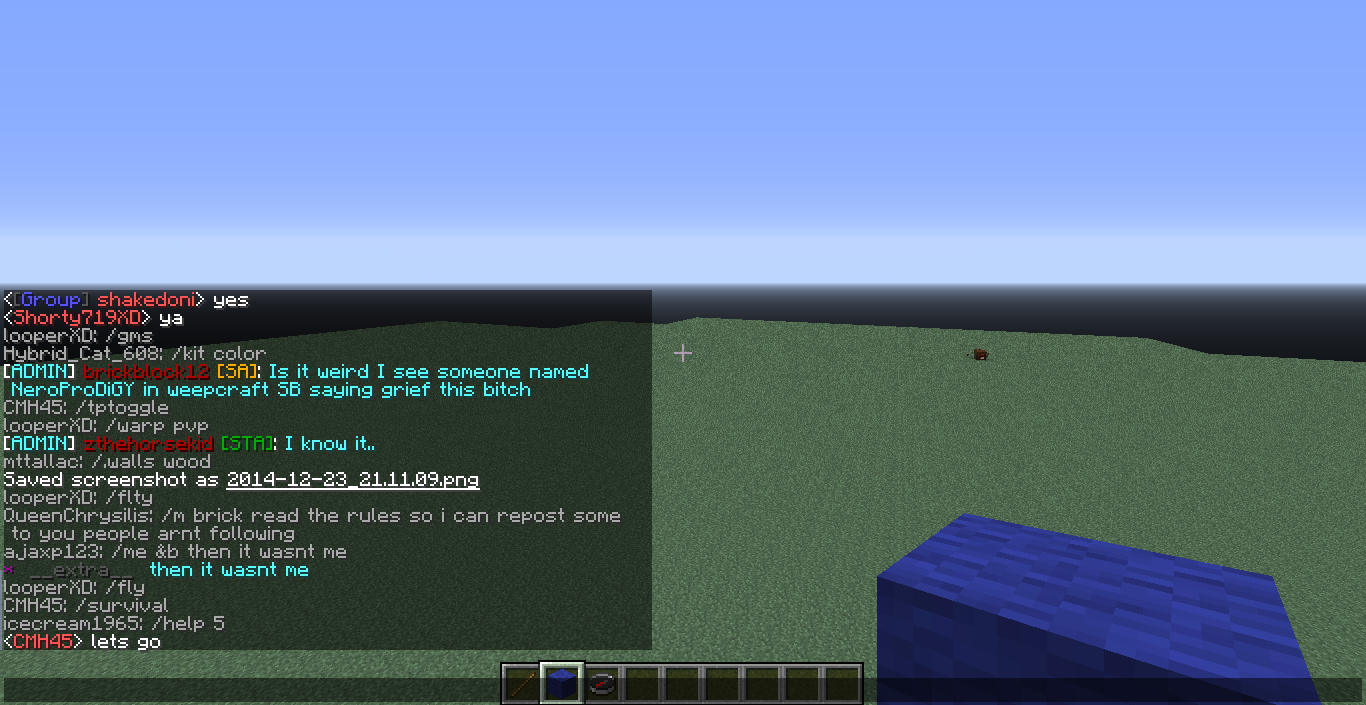 <[Group] shakedoni> yes
<Shorty719XD> ya
looperXD: /gms
Hybrid_Cat_608: /kit color
[ADMIN] brickblock12 [SA]: Is it weird I see someone named
NeroProDiGY in weepcraft SB saying grief this bitch
CMH45: /tptoggle
looperXD: /warp pvp
[ADMIN] zthehorsekid [STA]: I know it..
mttallac: /.walls wood
Saved screenshot as 2014-12-23_21.11.09.png
looperXD: /flty
QueenChrysilis: /m brick read the rules so i can repost some
to you people arnt following
ajaxp123: /me &b then it wasnt me
* __extra__ then it wasnt me
looperXD: /fly
CMH45: /survival
icecream1965: /help 5
<CMH45> lets go